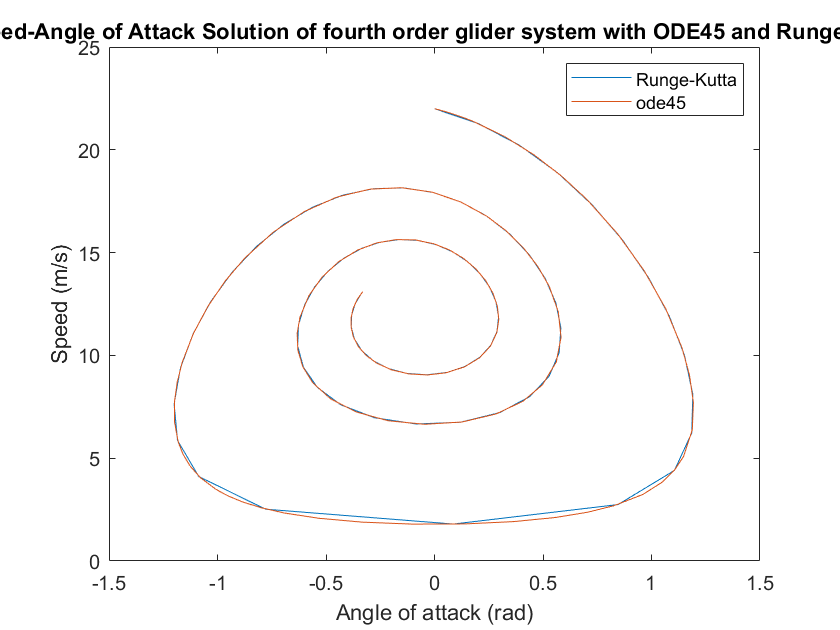 ed-Angle of Attack Solution of fourth order glider system with ODE45 and Runge
25
20
15
10
5
0
-1.5
-1
-0.5
0
0.5
1
1.5
Speed (m/s)
Angle of attack (rad)
Runge-Kutta
ode45